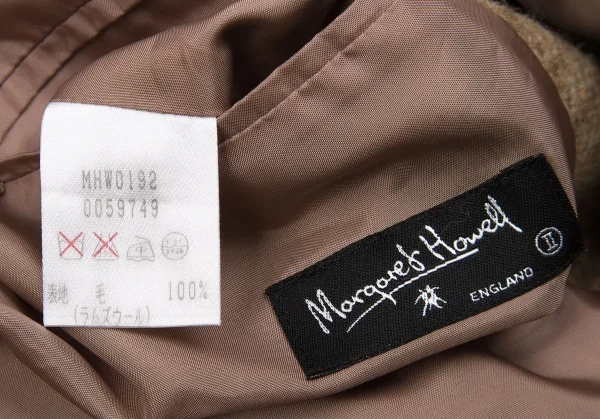 MHW0192
0059749
表地 毛 100%
(ラムズウール)
Margaret Howell
II
ENGLAND